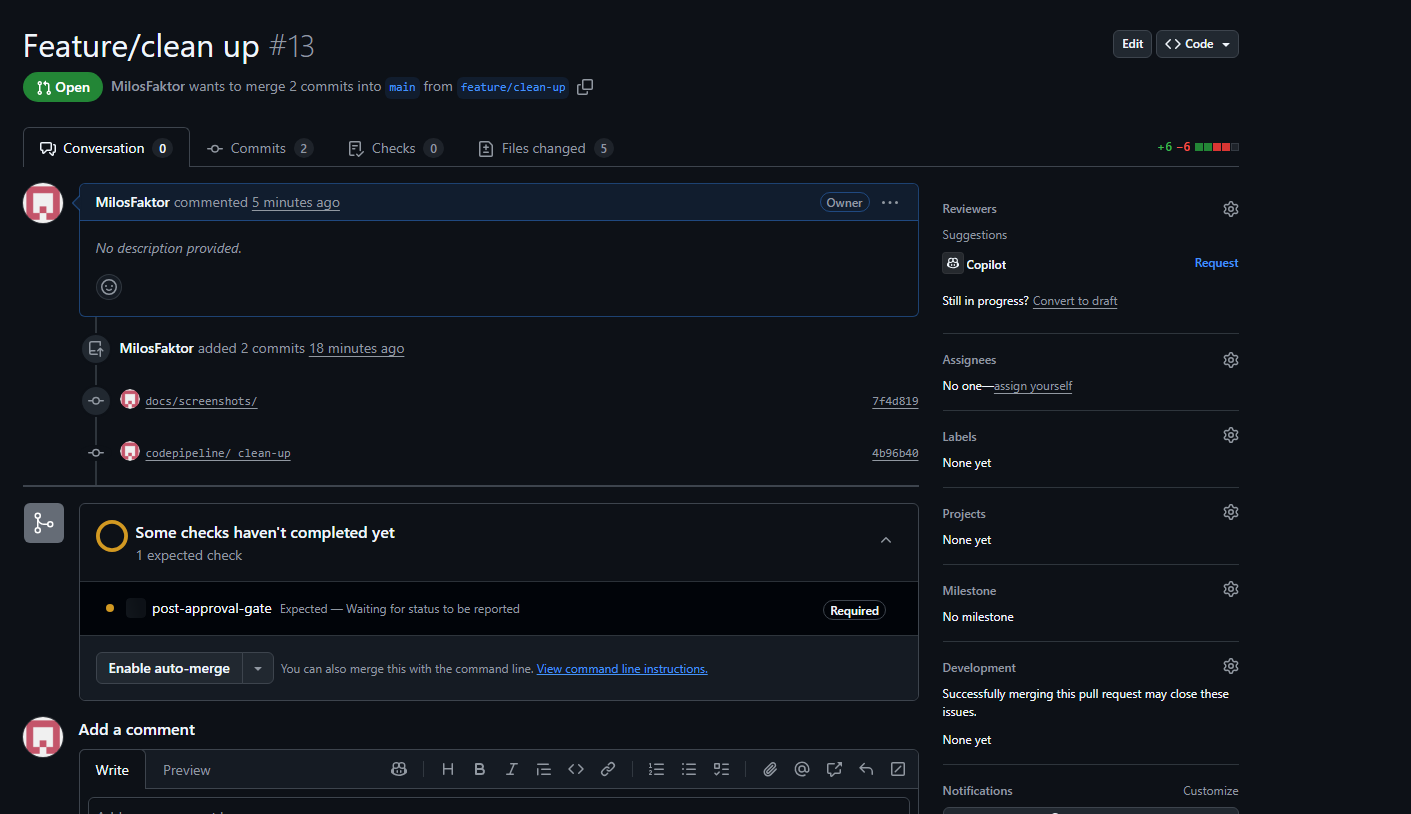 Feature/clean up #13
Edit
Code
Open
MilosFaktor wants to merge 2 commits into main from feature/clean-up
Conversation 0
Commits 2
Checks 0
Files changed 5
+6 −6
MilosFaktor commented 5 minutes ago
Owner
No description provided.
MilosFaktor added 2 commits 18 minutes ago
docs/screenshots/
7f4d819
codepipeline/ clean-up
4b96b40
Some checks haven't completed yet
1 expected check
post-approval-gate Expected — Waiting for status to be reported
Required
Enable auto-merge
You can also merge this with the command line. View command line instructions.
Add a comment
Write
Preview
Reviewers
Suggestions
Copilot
Request
Still in progress? Convert to draft
Assignees
No one—assign yourself
Labels
None yet
Projects
None yet
Milestone
No milestone
Development
Successfully merging this pull request may close these
issues.
None yet
Notifications
Customize